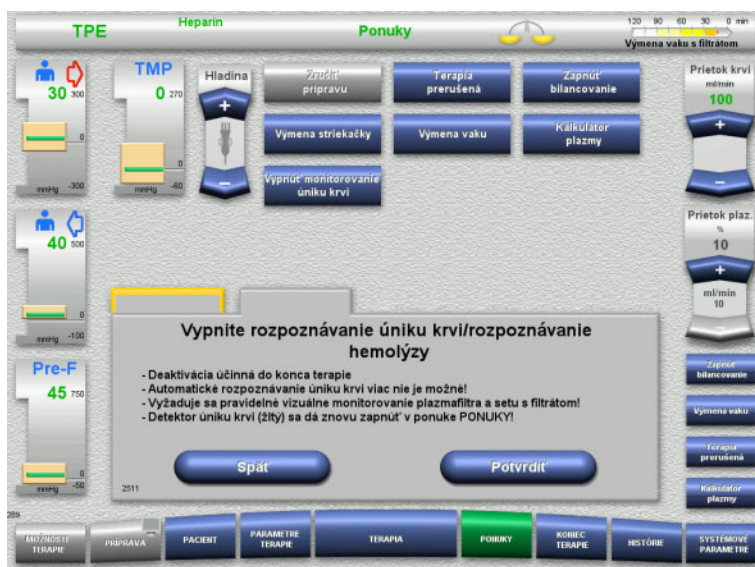 TPE
Heparín
Ponuky
120 90 60 30 0 min
Výmena vaku s filtrátom
30
300
0
mmHg
-300
TMP
0
270
0
-60
Hladina
+
–
Zrušiť
prípravu
Terapia
prerušená
Zapnúť
bilancovanie
Výmena striekačky
Výmena vaku
Kalkulátor
plazmy
Vypnúť monitorovanie
úniku krvi
Prietok krvi
ml/min
100
+
–
40
500
0
mmHg
-100
Prietok plaz.
%
10
+
ml/min
10
–
Pre-F
45
750
0
mmHg
-50
Vypnite rozpoznávanie úniku krvi/rozpoznávanie
hemolýzy
- Deaktivácia účinná do konca terapie
- Automatické rozpoznávanie úniku krvi viac nie je možné!
- Vyžaduje sa pravidelné vizuálne monitorovanie plazmafiltra a setu s filtrátom!
- Detektor úniku krvi (žltý) sa dá znovu zapnúť v ponuke PONUKY!
Späť
Potvrdiť
2511
Zapnúť
bilancovanie
Výmena vaku
Terapia
prerušená
Kalkulátor
plazmy
269
MOŽNOSTI
TERAPIE
PRÍPRAVA
PACIENT
PARAMETRE
TERAPIE
TERAPIA
PONUKY
KONIEC
TERAPIE
HISTÓRIE
SYSTÉMOVÉ
PARAMETRE